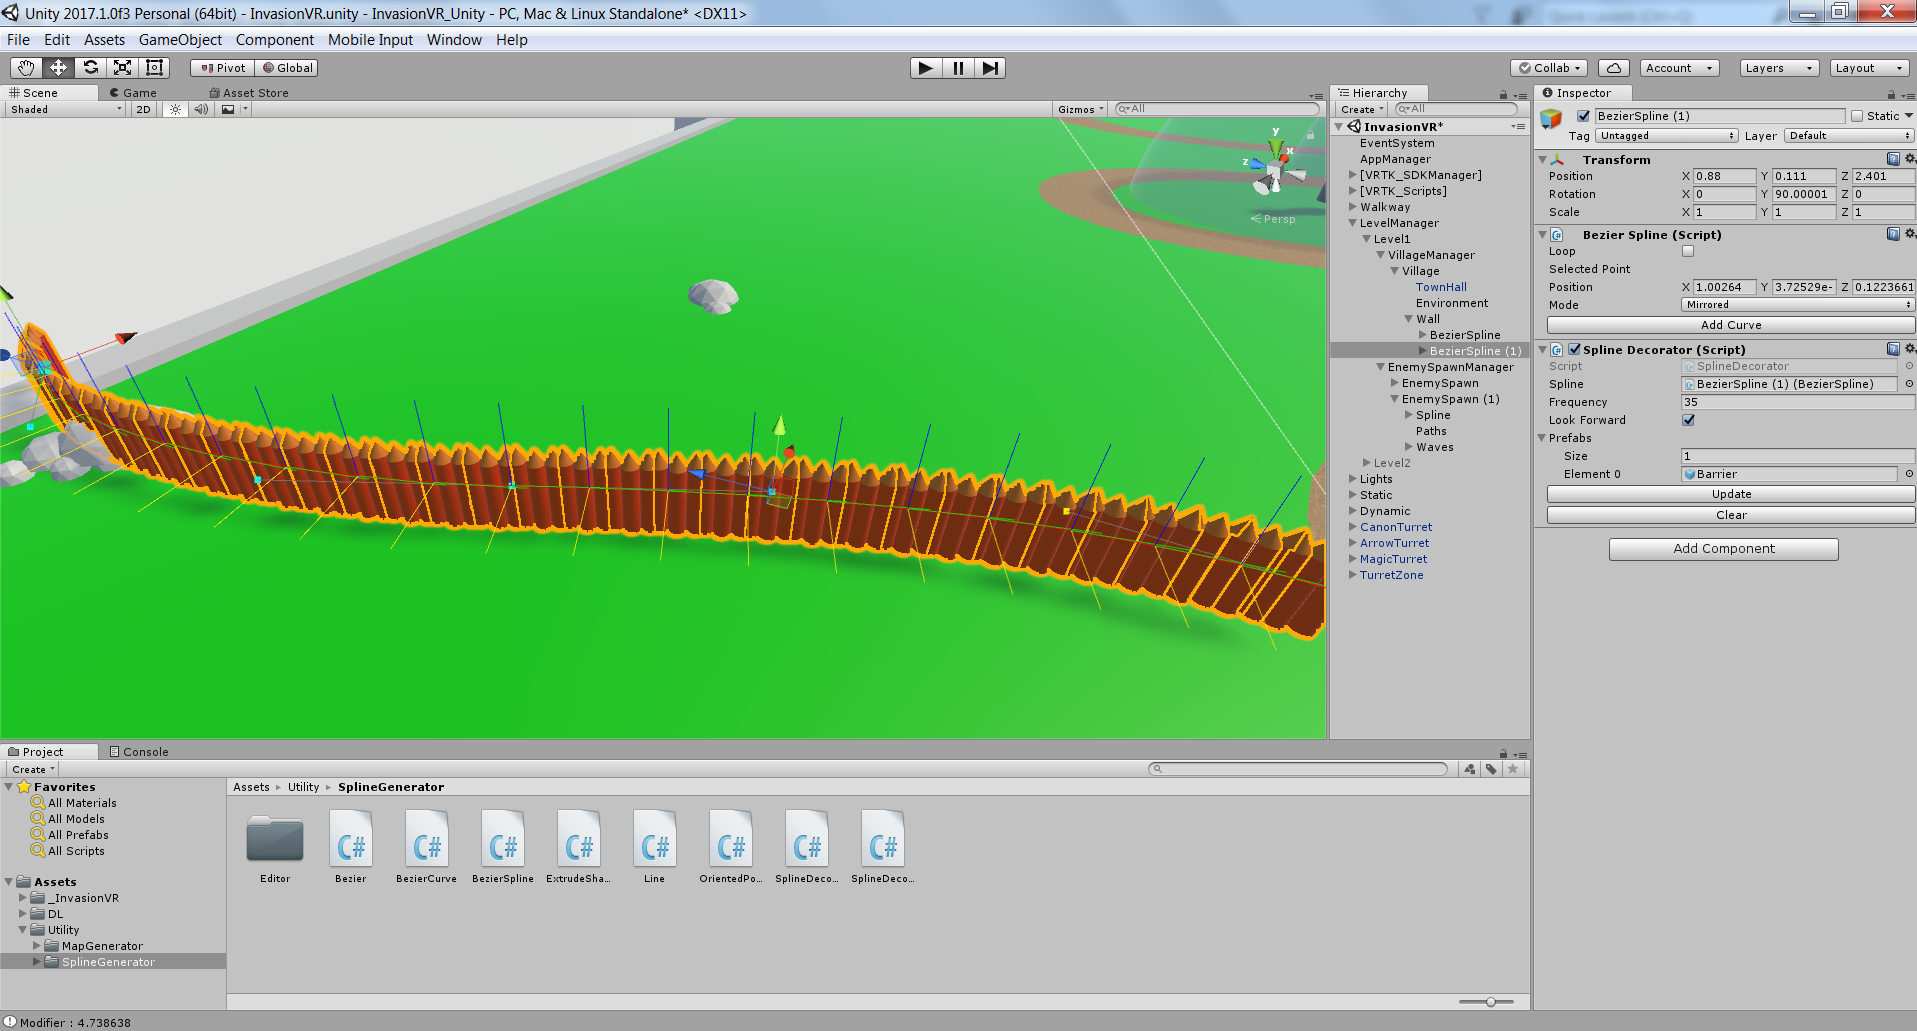 Unity 2017.1.0f3 Personal (64bit) - InvasionVR.unity - InvasionVR_Unity - PC, Mac & Linux Standalone* <DX11>
File Edit Assets GameObject Component Mobile Input Window Help
Pivot Global Collab Account Layers Layout
Scene Game Asset Store
Shaded 2D Gizmos All
y
x
z
Persp
Hierarchy
Create All
InvasionVR*
EventSystem
AppManager
[VRTK_SDKManager]
[VRTK_Scripts]
Walkway
LevelManager
Level1
VillageManager
Village
TownHall
Environment
Wall
BezierSpline
BezierSpline (1)
EnemySpawnManager
EnemySpawn
EnemySpawn (1)
Spline
Paths
Waves
Level2
Lights
Static
Dynamic
CanonTurret
ArrowTurret
MagicTurret
TurretZone
Inspector
BezierSpline (1) Static
Tag Untagged Layer Default
Transform
Position X 0.88 Y 0.111 Z 2.401
Rotation X 0 Y 90.00001 Z 0
Scale X 1 Y 1 Z 1
Bezier Spline (Script)
Loop
Selected Point
Position X 1.00264 Y 3.72529e- Z 0.1223661
Mode Mirrored
Add Curve
Spline Decorator (Script)
Script SplineDecorator
Spline BezierSpline (1) (BezierSpline)
Frequency 35
Look Forward
Prefabs
Size 1
Element 0 Barrier
Update
Clear
Add Component
Project Console
Create
Favorites
All Materials
All Models
All Prefabs
All Scripts
Assets
_InvasionVR
DL
Utility
MapGenerator
SplineGenerator
Assets Utility SplineGenerator
C# C# C# C# C# C# C# C#
Editor Bezier BezierCurve BezierSpline ExtrudeSha... Line OrientedPo... SplineDeco... SplineDeco...
Modifier : 4.738638